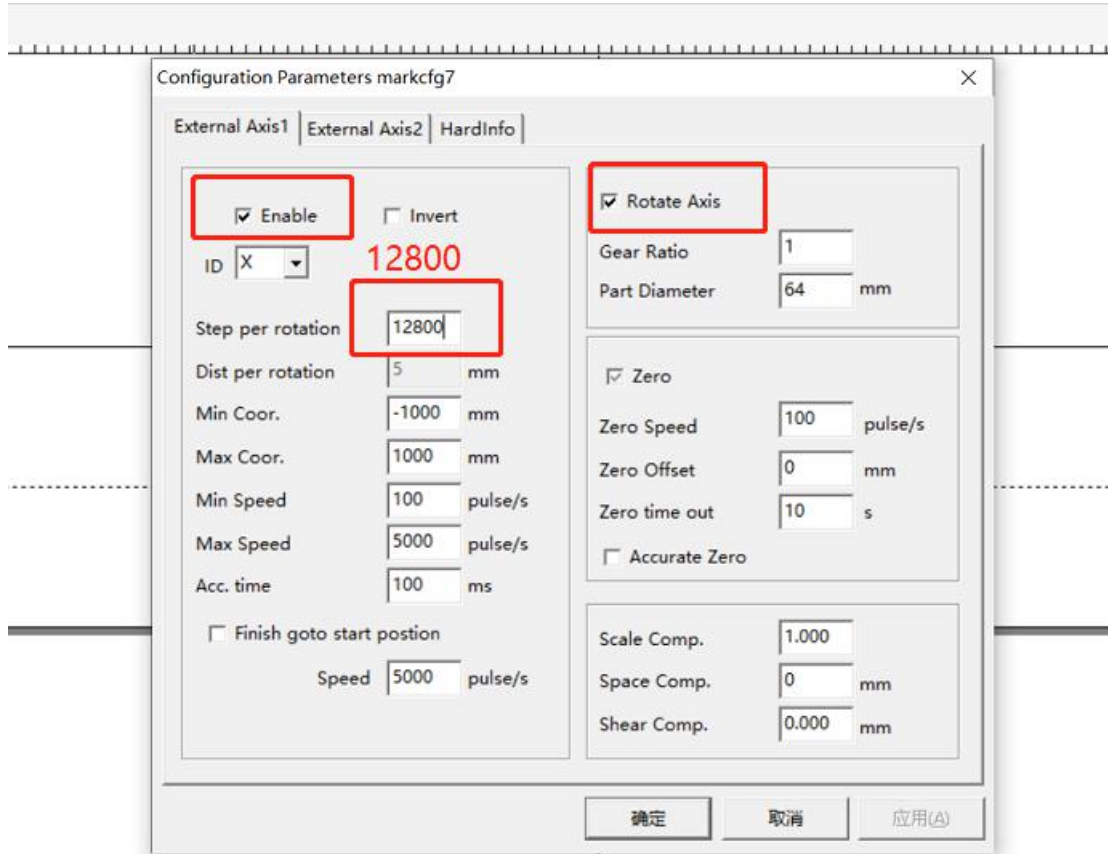 Configuration Parameters markcfg7
External Axis1 External Axis2 HardInfo
Enable Invert
ID X 12800
Step per rotation 12800
Dist per rotation 5 mm
Min Coor. -1000 mm
Max Coor. 1000 mm
Min Speed 100 pulse/s
Max Speed 5000 pulse/s
Acc. time 100 ms
Finish goto start postion
Speed 5000 pulse/s
Rotate Axis
Gear Ratio 1
Part Diameter 64 mm
Zero
Zero Speed 100 pulse/s
Zero Offset 0 mm
Zero time out 10 s
Accurate Zero
Scale Comp. 1.000
Space Comp. 0 mm
Shear Comp. 0.000 mm
确定 取消 应用(A)